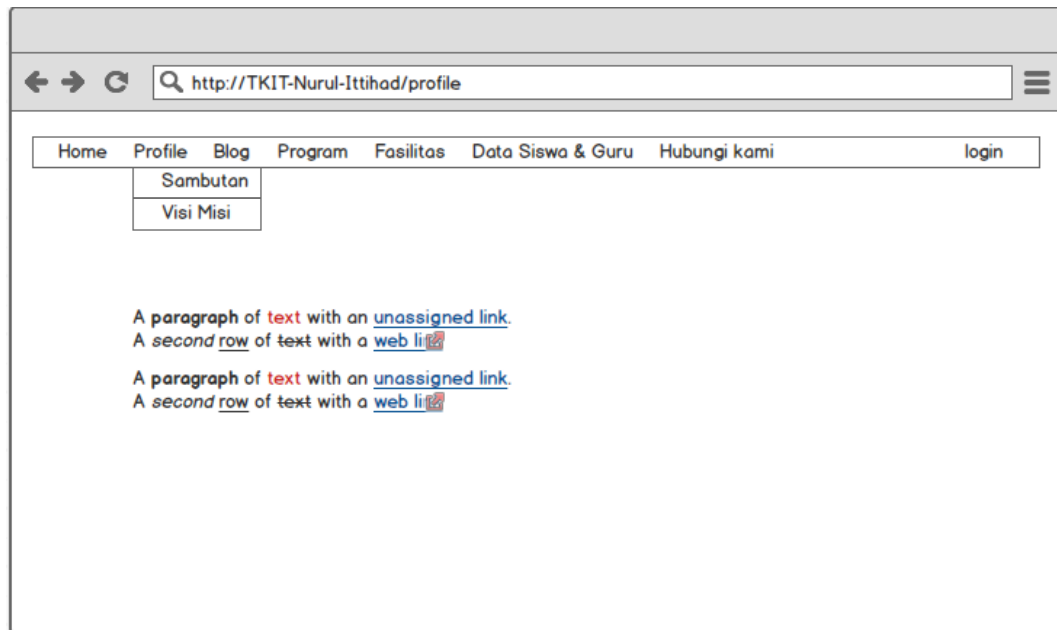 http://TKIT-Nurul-Ittihad/profile
Home Profile Blog Program Fasilitas Data Siswa & Guru Hubungi kami login
Sambutan
Visi Misi
A paragraph of text with an unassigned link.
A second row of text with a web
A paragraph of text with an unassigned link.
A second row of text with a web